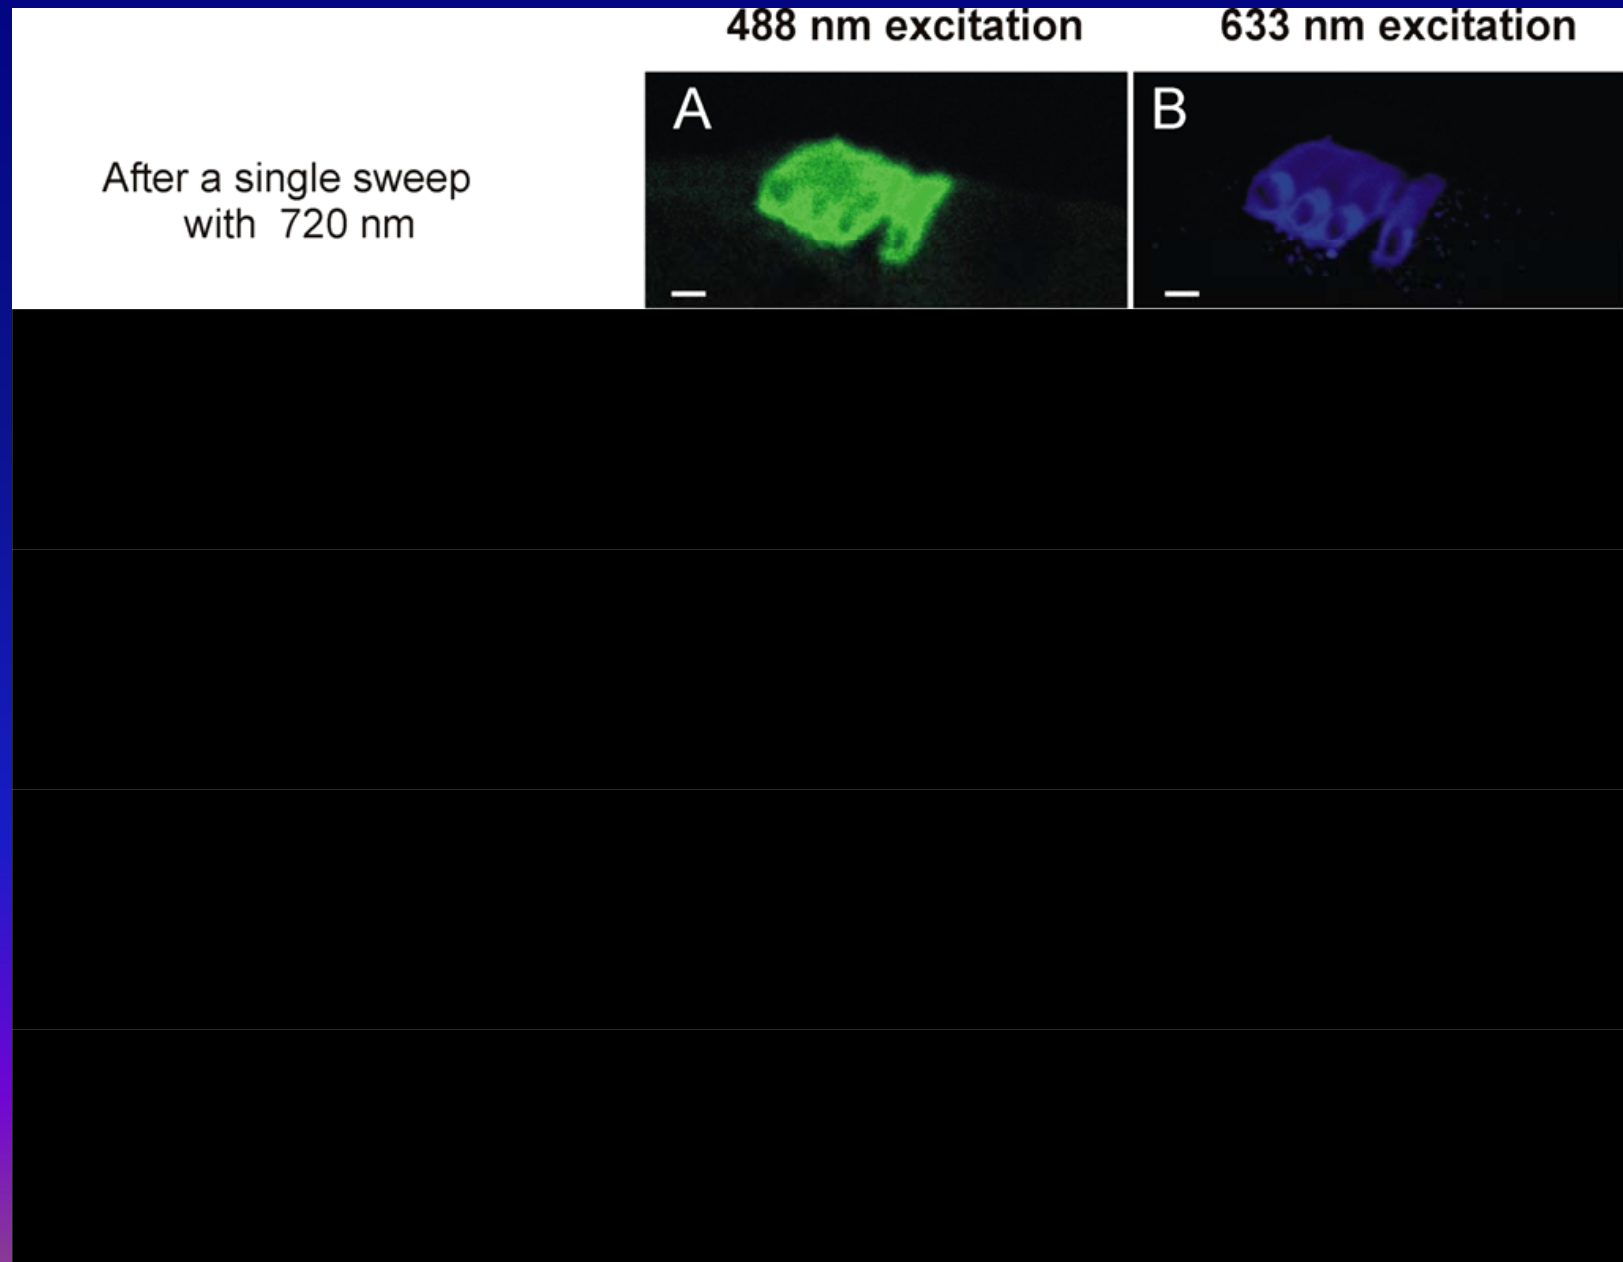 488 nm excitation
633 nm excitation
A
B
After a single sweep
with 720 nm